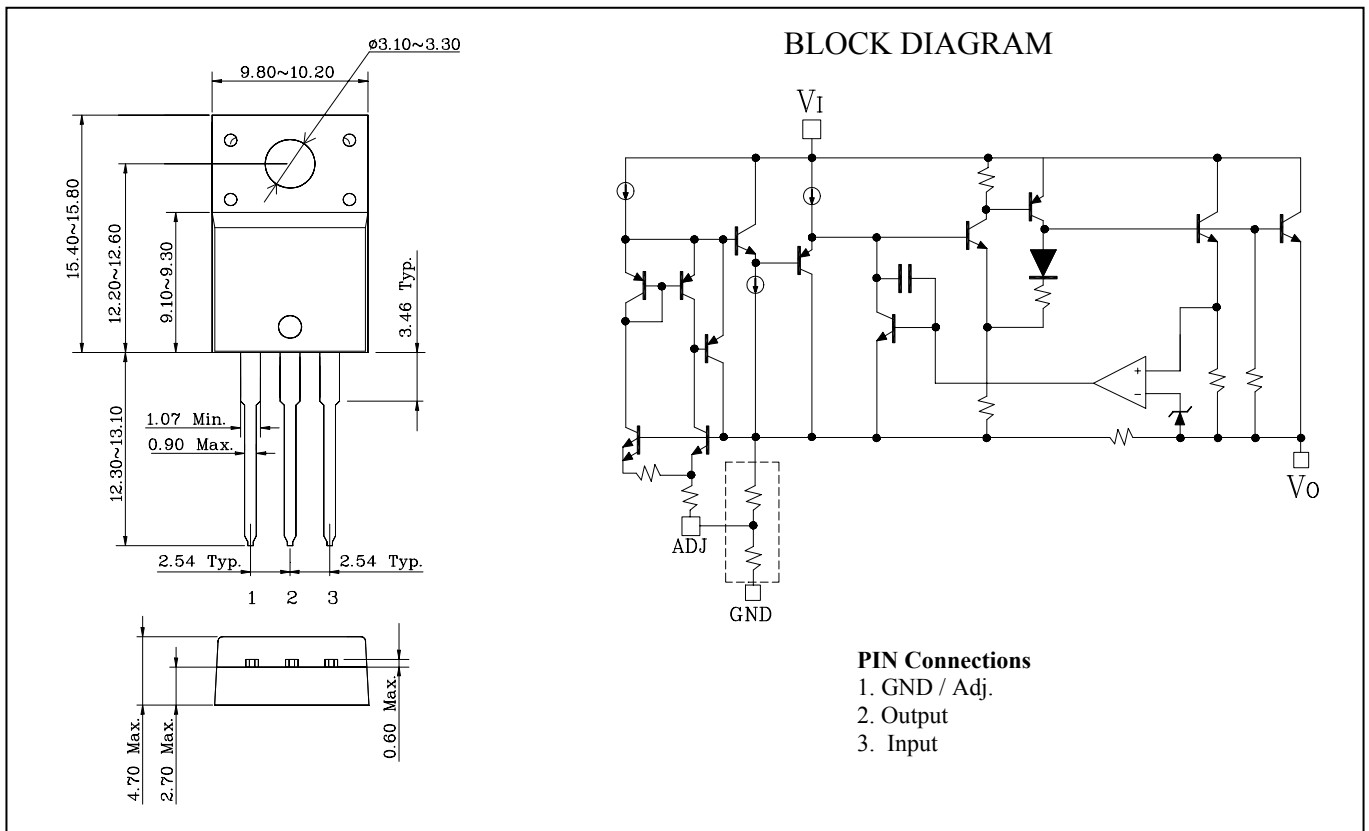 BLOCK DIAGRAM
ø3.10~3.30
9.80~10.20
15.40~15.80
12.20~12.60
9.10~9.30
3.46 Typ.
1.07 Min.
0.90 Max.
12.30~13.10
2.54 Typ.
2.54 Typ.
1 2 3
4.70 Max.
2.70 Max.
0.60 Max.
VI
+
−
VO
ADJ
GND
PIN Connections
1. GND / Adj.
2. Output
3. Input